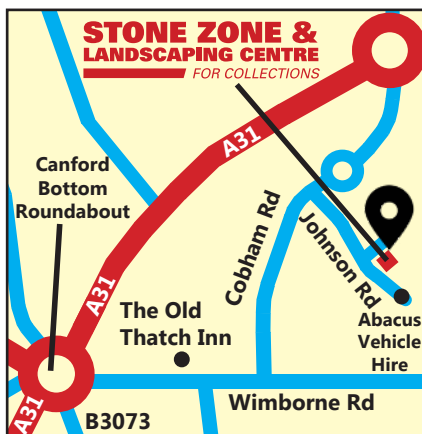 STONE ZONE &
LANDSCAPING CENTRE
FOR COLLECTIONS
A31
Canford
Bottom
Roundabout
Cobham Rd
Johnson Rd
A31
The Old
Thatch Inn
Abacus
Vehicle
Hire
A31
B3073
Wimborne Rd